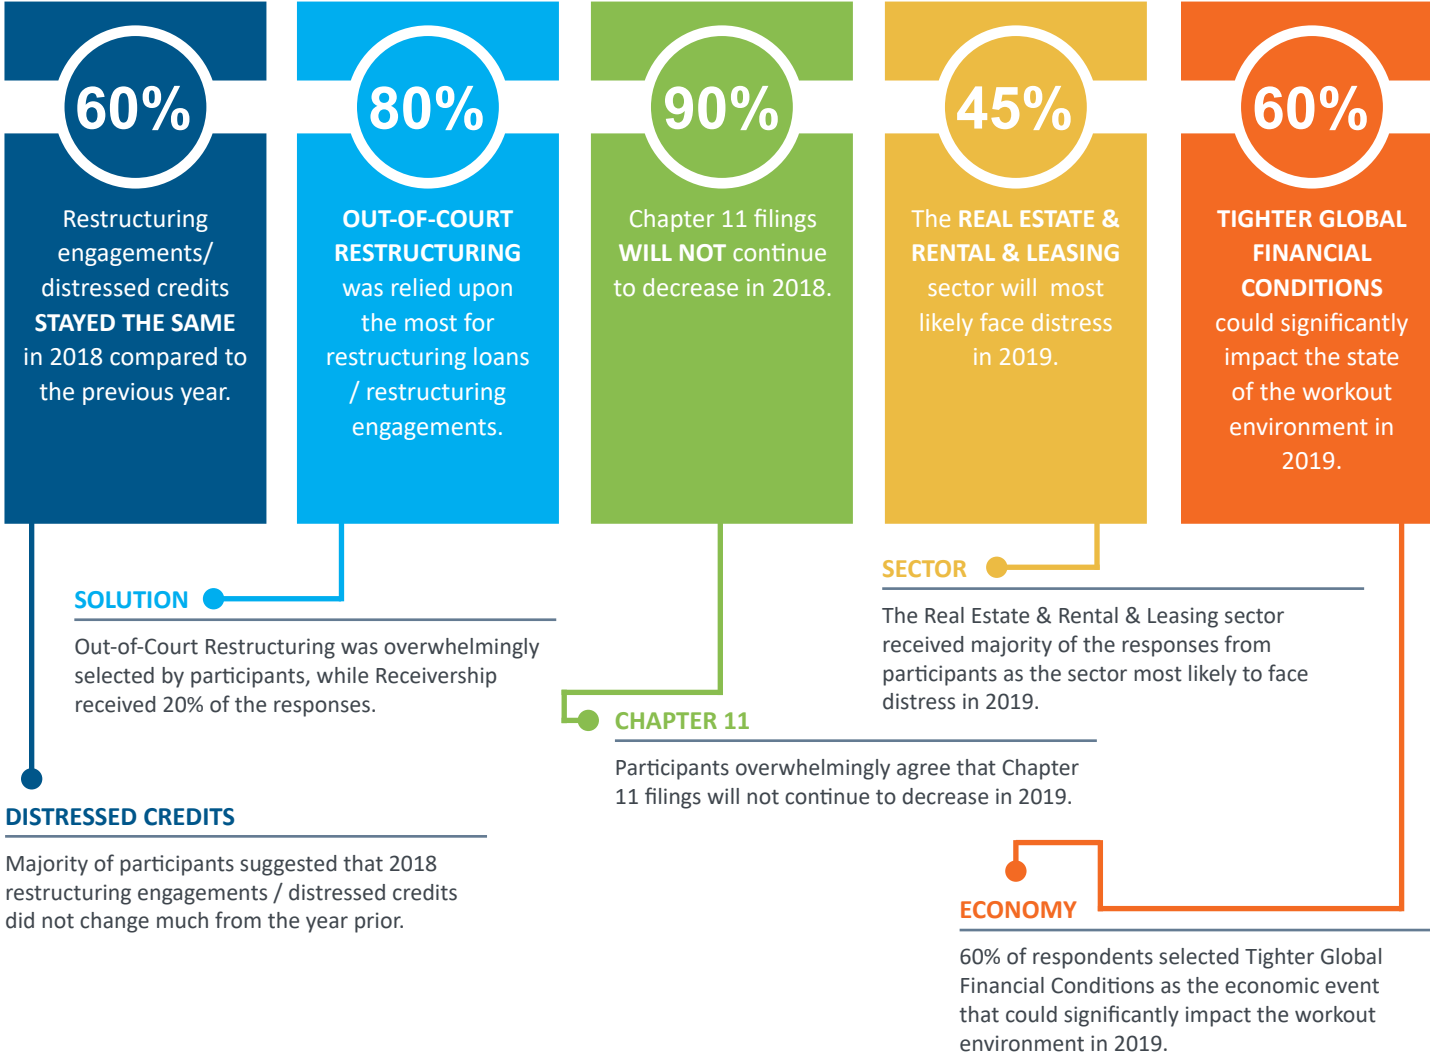 60%
Restructuring
engagements/
distressed credits
STAYED THE SAME
in 2018 compared to
the previous year.
80%
OUT-OF-COURT
RESTRUCTURING
was relied upon
the most for
restructuring loans
/ restructuring
engagements.
90%
Chapter 11 filings
WILL NOT continue
to decrease in 2018.
45%
The REAL ESTATE &
RENTAL & LEASING
sector will most
likely face distress
in 2019.
60%
TIGHTER GLOBAL
FINANCIAL
CONDITIONS
could significantly
impact the state
of the workout
environment in
2019.
SOLUTION
Out-of-Court Restructuring was overwhelmingly
selected by participants, while Receivership
received 20% of the responses.
SECTOR
The Real Estate & Rental & Leasing sector
received majority of the responses from
participants as the sector most likely to face
distress in 2019.
CHAPTER 11
Participants overwhelmingly agree that Chapter
11 filings will not continue to decrease in 2019.
DISTRESSED CREDITS
Majority of participants suggested that 2018
restructuring engagements / distressed credits
did not change much from the year prior.
ECONOMY
60% of respondents selected Tighter Global
Financial Conditions as the economic event
that could significantly impact the workout
environment in 2019.